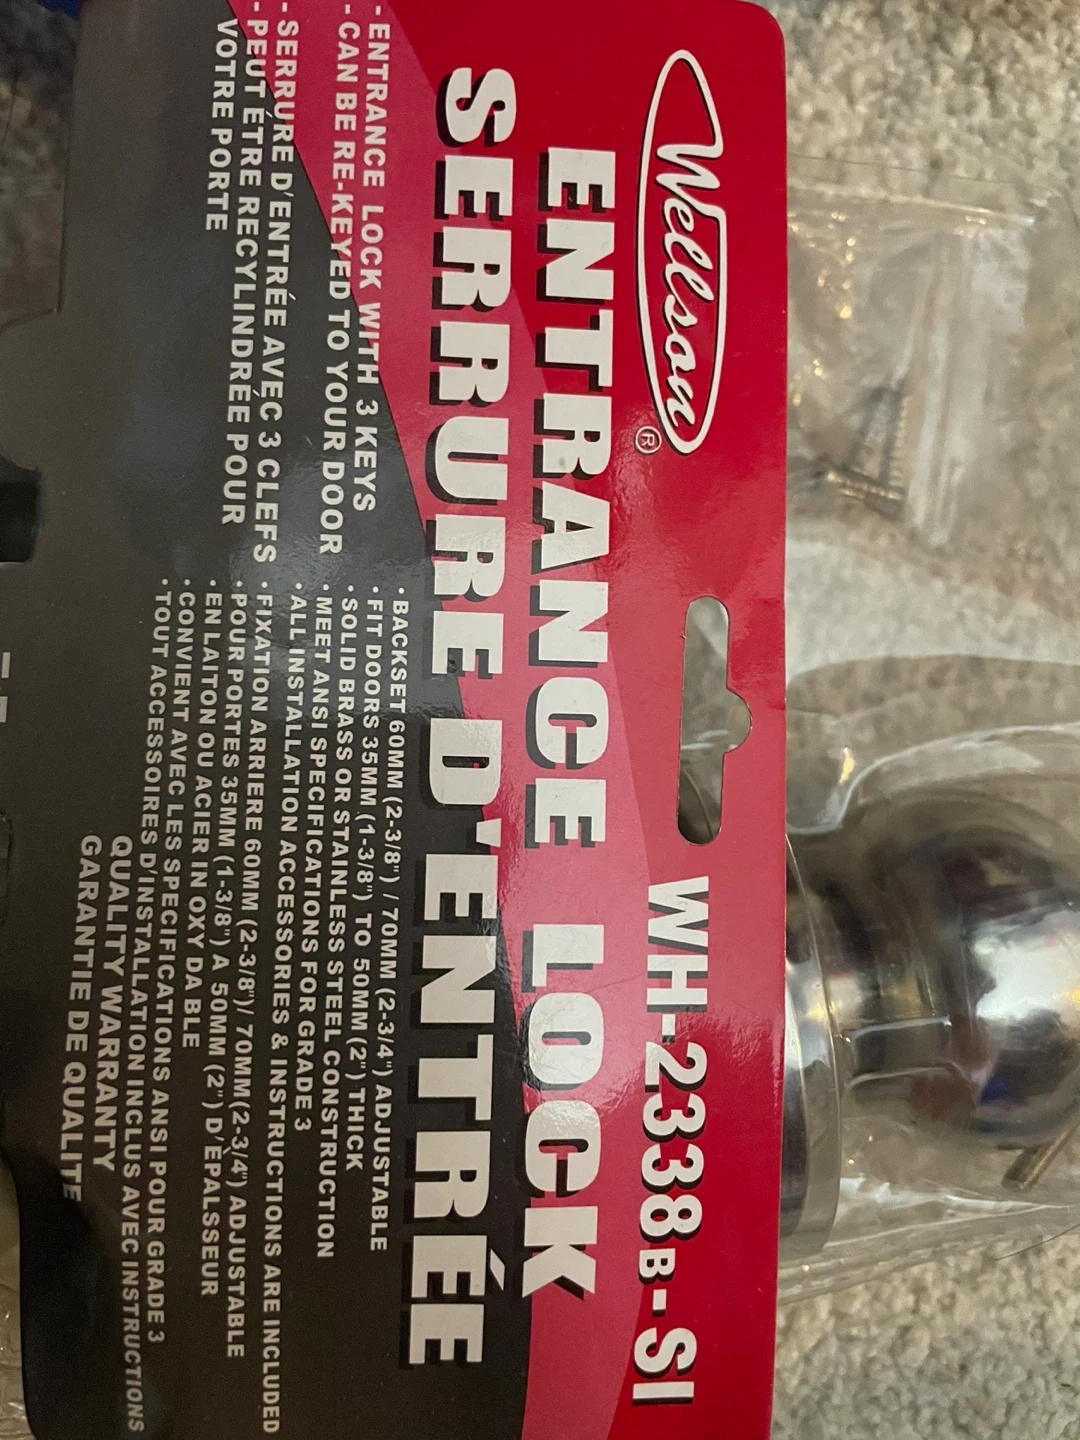 Wellson®
WH-2338B-SI
ENTRANCE LOCK
SERRURE D'ENTRÉE
- ENTRANCE LOCK WITH 3 KEYS
- CAN BE RE-KEYED TO YOUR DOOR
- SERRURE D'ENTRÉE AVEC 3 CLEFS
- PEUT ÉTRE RECYLINDRÉE POUR
VOTRE PORTE
• BACKSET 60MM (2-3/8") / 70MM (2-3/4") ADJUSTABLE
• FIT DOORS 35MM (1-3/8") TO 50MM (2") THICK
• SOLID BRASS OR STAINLESS STEEL CONSTRUCTION
• MEET ANSI SPECIFICATIONS FOR GRADE 3
• ALL INSTALLATION ACCESSORIES & INSTRUCTIONS ARE INCLUDED
• FIXATION ARRIERE 60MM (2-3/8")/ 70MM(2-3/4") ADJUSTABLE
• POUR PORTES 35MM (1-3/8") A 50MM (2") D'ÉPALSSEUR
• EN LAITON OU ACIER IN OXY DA BLE
• CONVIENT AVEC LES SPECIFICATIONS ANSI POUR GRADE 3
• TOUT ACCESSOIRES D'INSTALLATION INCLUS AVEC INSTRUCTIONS
QUALITY WARRANTY
GARANTIE DE QUALITE